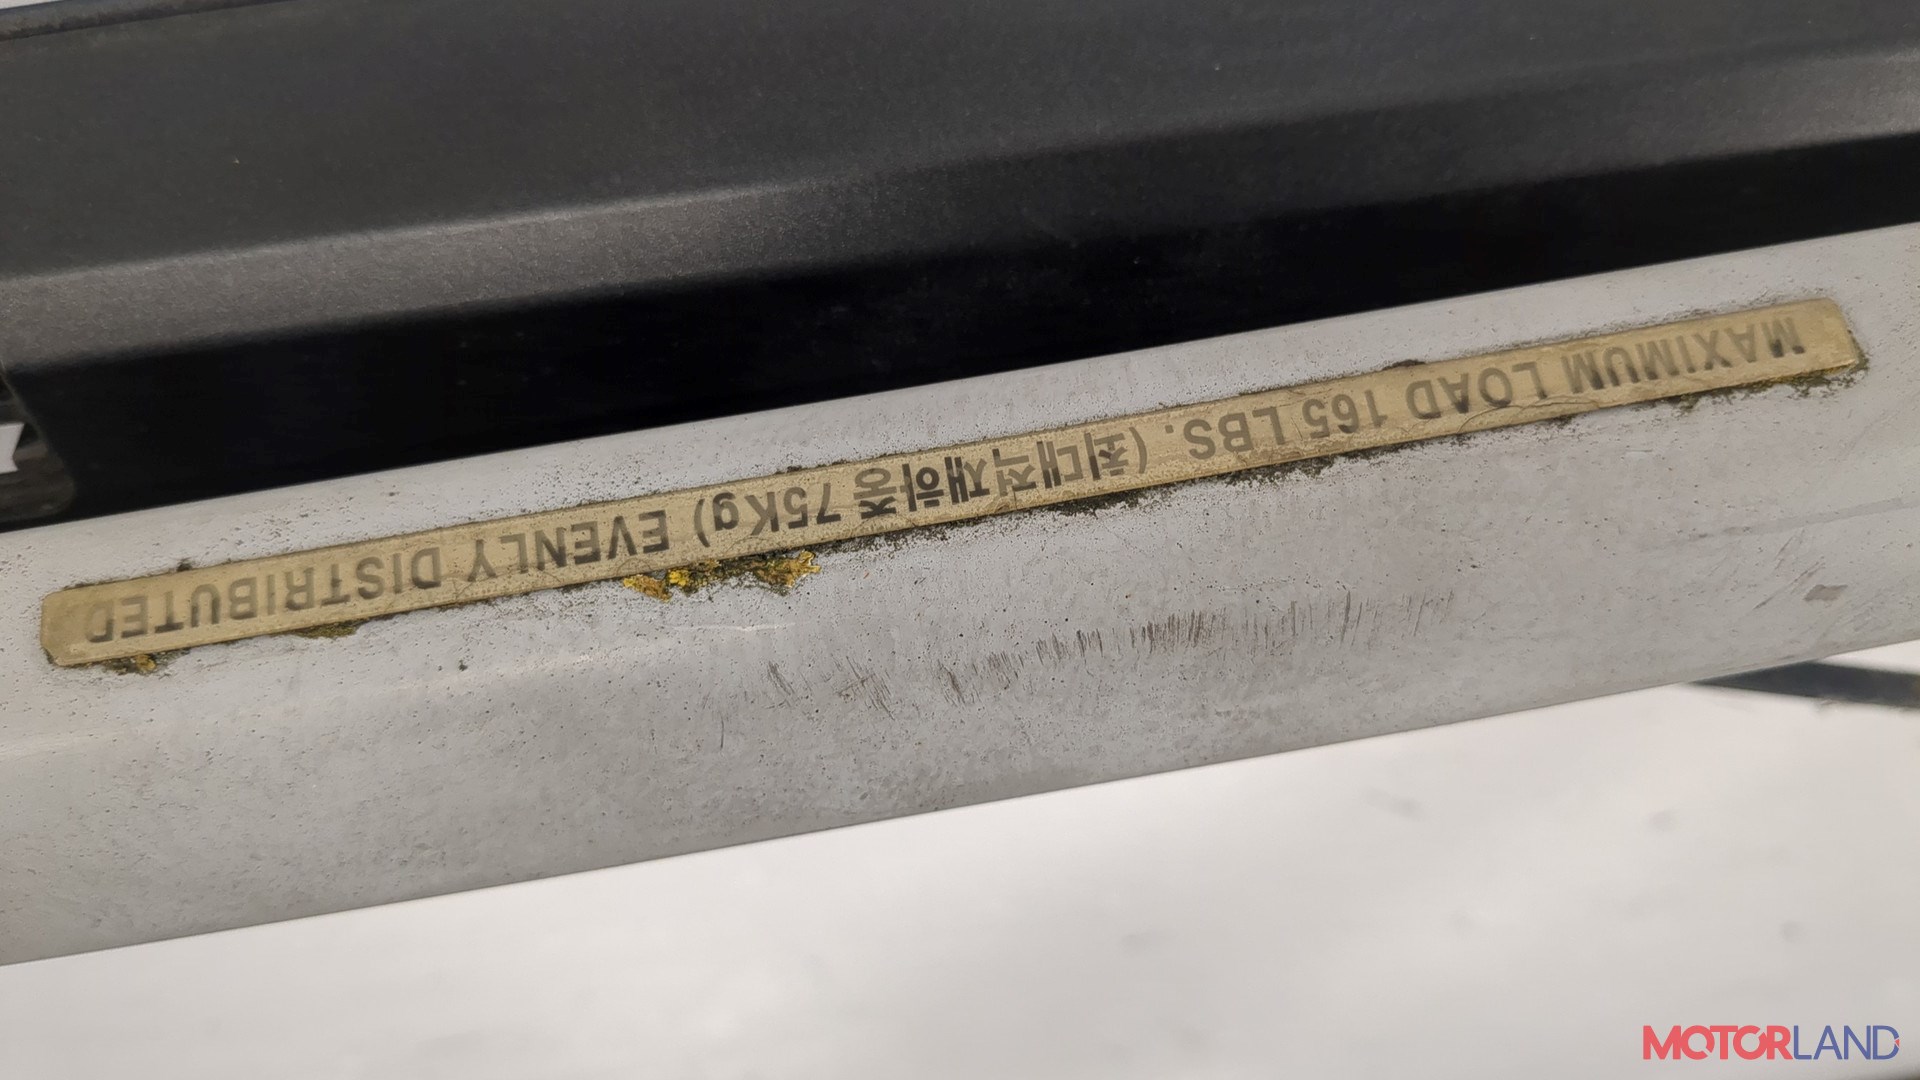 MAXIMUM LOAD 165 LBS. (최대적재하중 75Kg) EVENLY DISTRIBUTED.
MOTORLAND